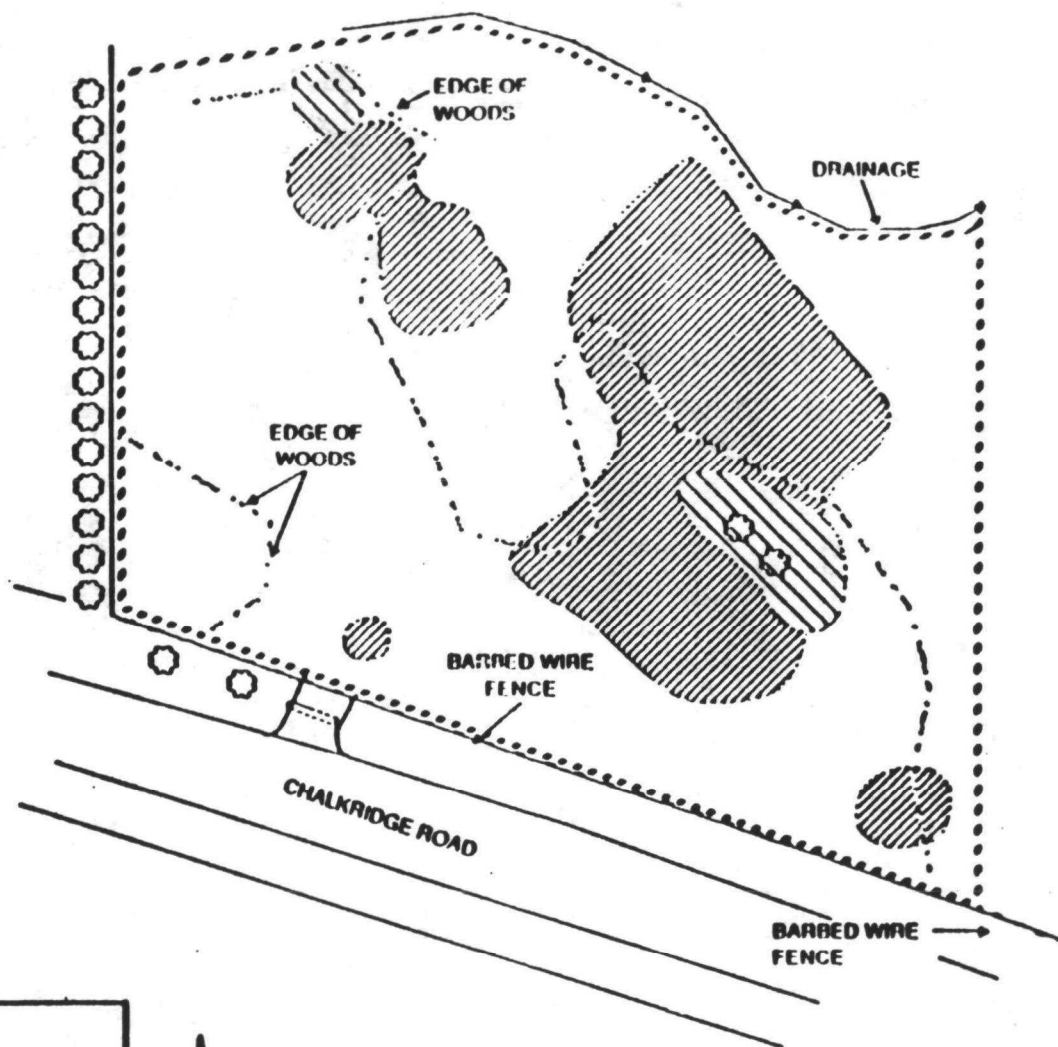 EDGE OF
WOODS
DRAINAGE
EDGE OF
WOODS
BARBED WIRE
FENCE
CHALKRIDGE ROAD
BARBED WIRE
FENCE